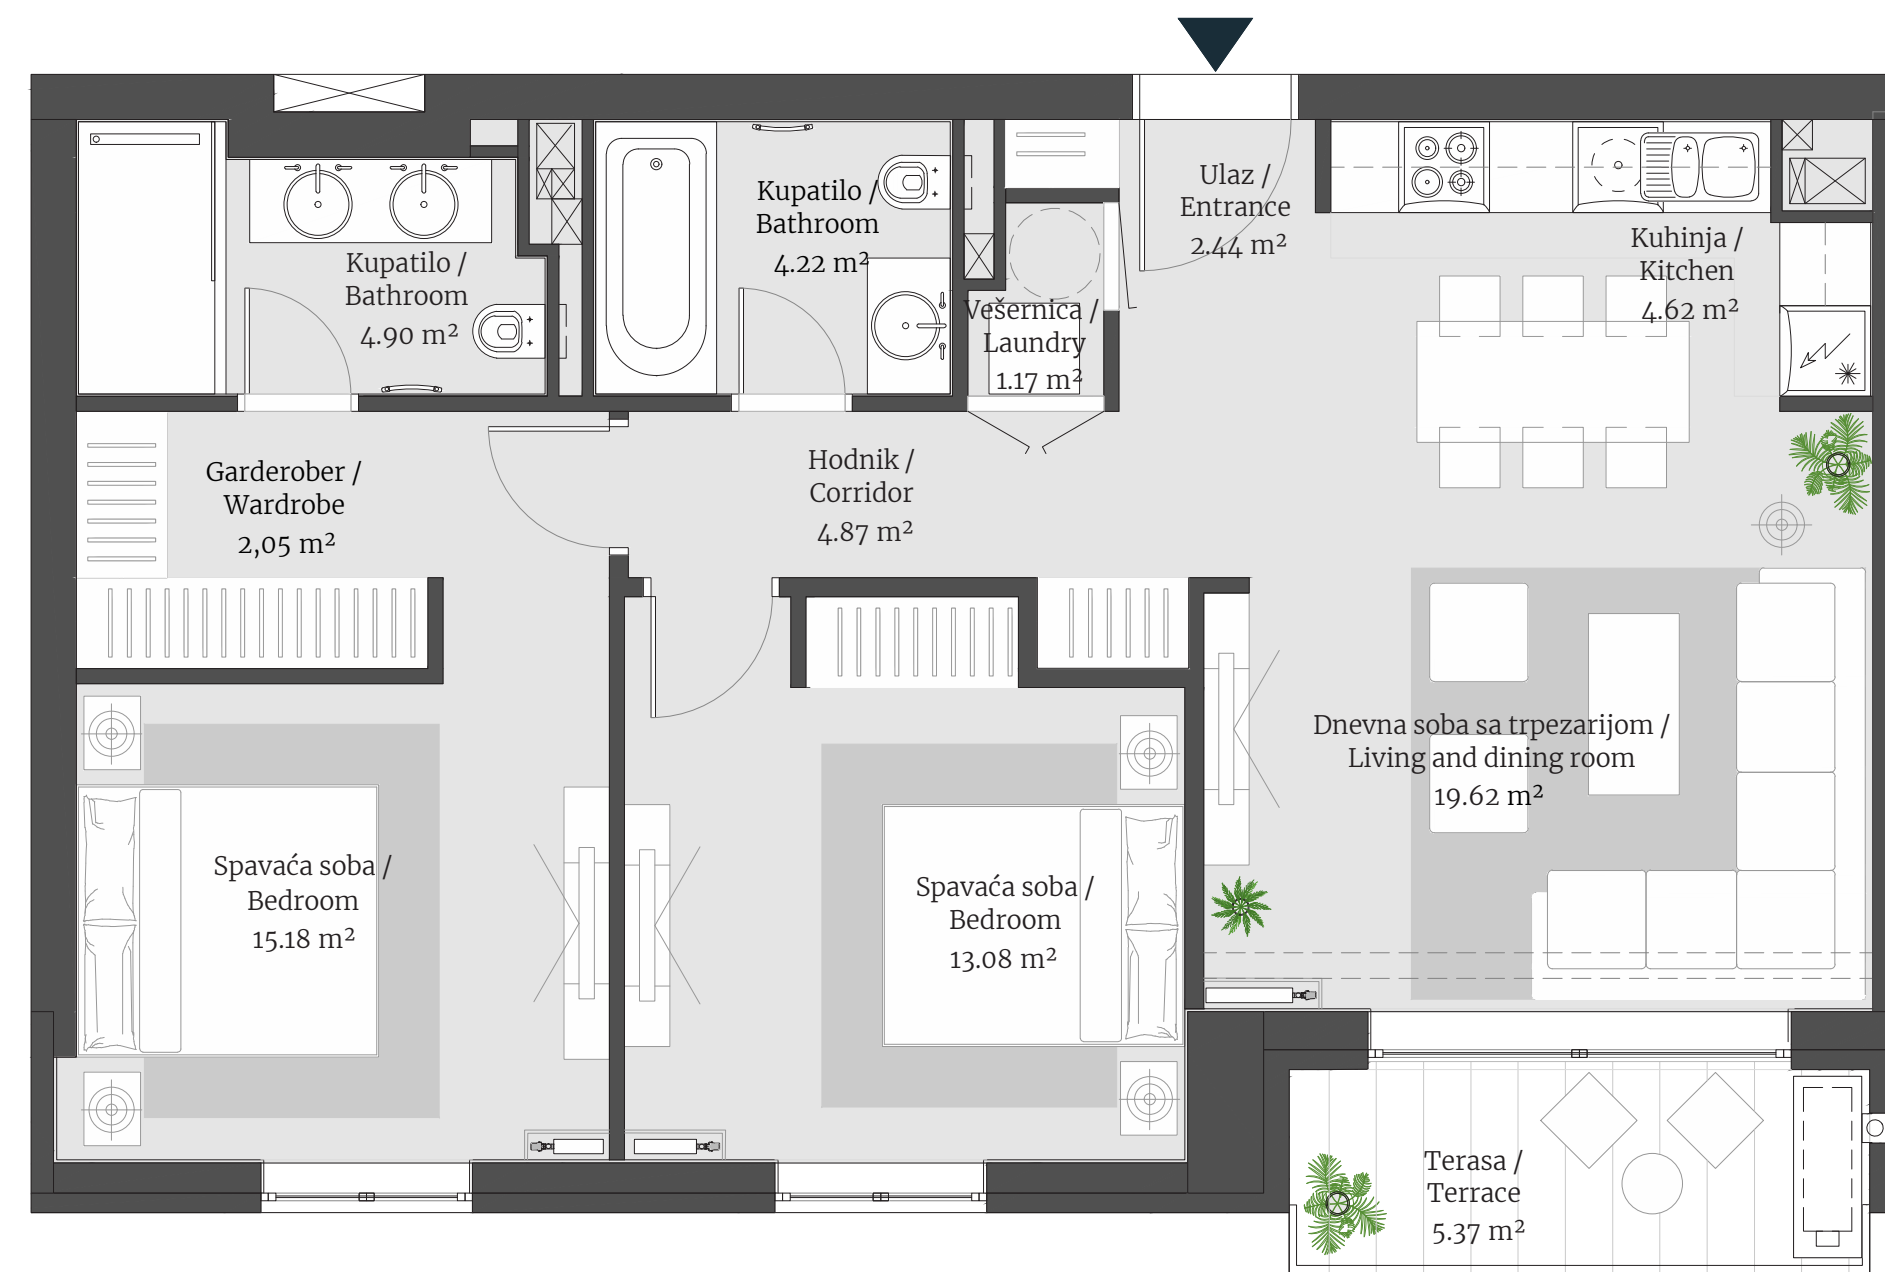 Ulaz /
Entrance
2.44 m²
Kupatilo /
Bathroom
4.22 m²
Kupatilo /
Bathroom
4.90 m²
Kuhinja /
Kitchen
4.62 m²
Vešernica /
Laundry
1.17 m²
Garderober /
Wardrobe
2,05 m²
Hodnik /
Corridor
4.87 m²
Dnevna soba sa trpezarijom /
Living and dining room
19.62 m²
Spavaća soba /
Bedroom
15.18 m²
Spavaća soba /
Bedroom
13.08 m²
Terasa /
Terrace
5.37 m²